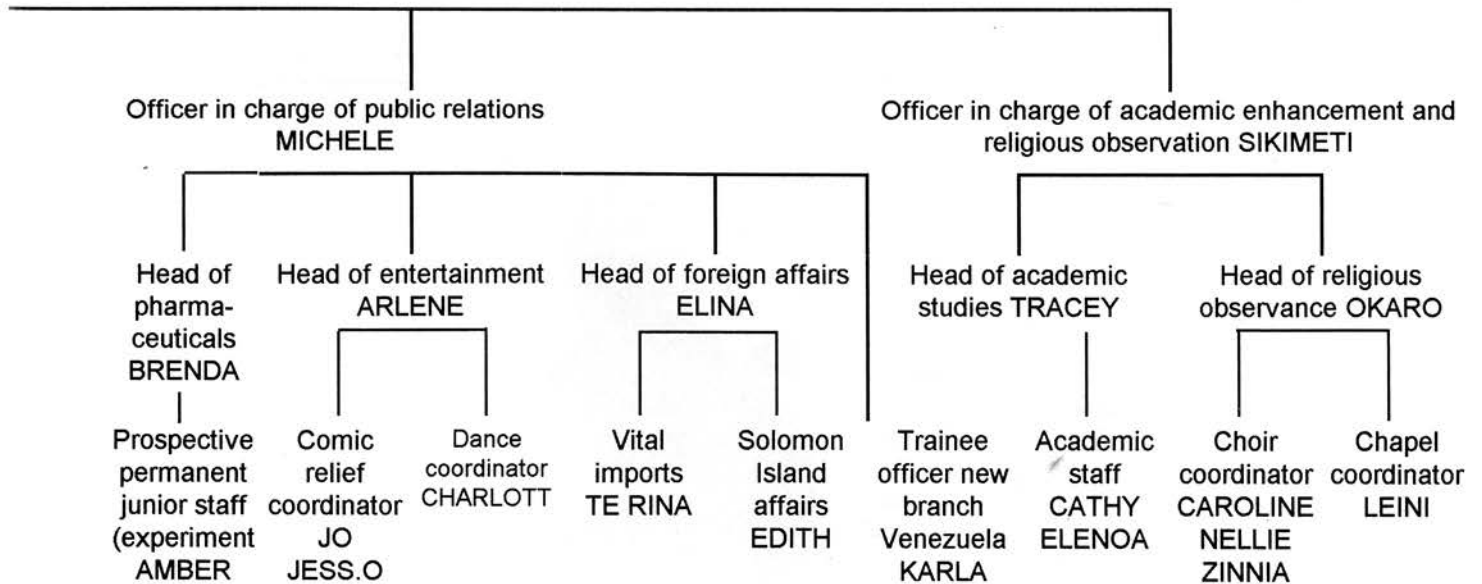 Officer in charge of public relations
MICHELE
Officer in charge of academic enhancement and
religious observation SIKIMETI
Head of
pharma-
ceuticals
BRENDA
Head of entertainment
ARLENE
Head of foreign affairs
ELINA
Head of academic
studies TRACEY
Head of religious
observance OKARO
Prospective
permanent
junior staff
(experiment
AMBER
Comic
relief
coordinator
JO
JESS.O
Dance
coordinator
CHARLOTT
Vital
imports
TE RINA
Solomon
Island
affairs
EDITH
Trainee
officer new
branch
Venezuela
KARLA
Academic
staff
CATHY
ELENOA
Choir
coordinator
CAROLINE
NELLIE
ZINNIA
Chapel
coordinator
LEINI